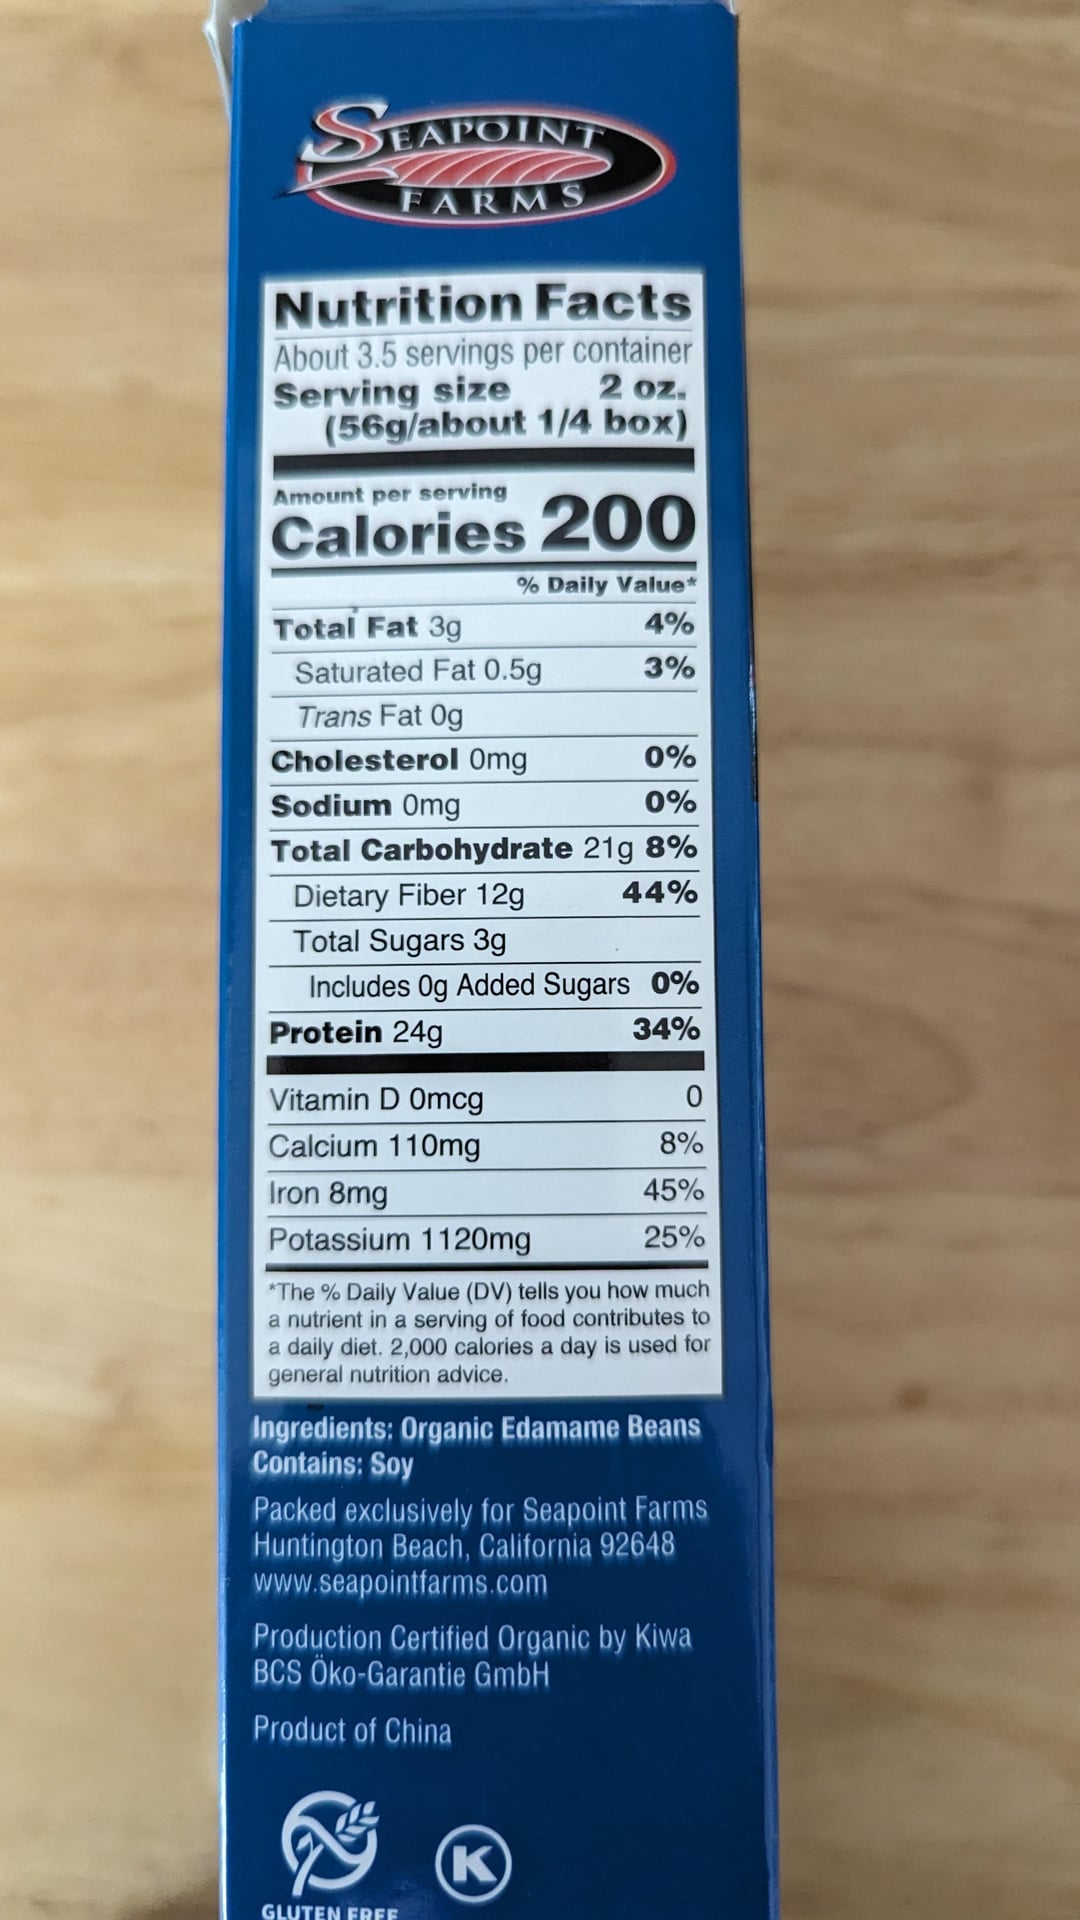 SEAPOINT
FARMS
Nutrition Facts
About 3.5 servings per container
Serving size 2 oz.
(56g/about 1/4 box)
Amount per serving
Calories 200
% Daily Value*
Total Fat 3g 4%
Saturated Fat 0.5g 3%
Trans Fat 0g
Cholesterol 0mg 0%
Sodium 0mg 0%
Total Carbohydrate 21g 8%
Dietary Fiber 12g 44%
Total Sugars 3g
Includes 0g Added Sugars 0%
Protein 24g 34%
Vitamin D 0mcg 0
Calcium 110mg 8%
Iron 8mg 45%
Potassium 1120mg 25%
*The % Daily Value (DV) tells you how much
a nutrient in a serving of food contributes to
a daily diet. 2,000 calories a day is used for
general nutrition advice.
Ingredients: Organic Edamame Beans
Contains: Soy
Packed exclusively for Seapoint Farms
Huntington Beach, California 92648
www.seapointfarms.com
Production Certified Organic by Kiwa
BCS Öko-Garantie GmbH
Product of China
K
GLUTEN FREE